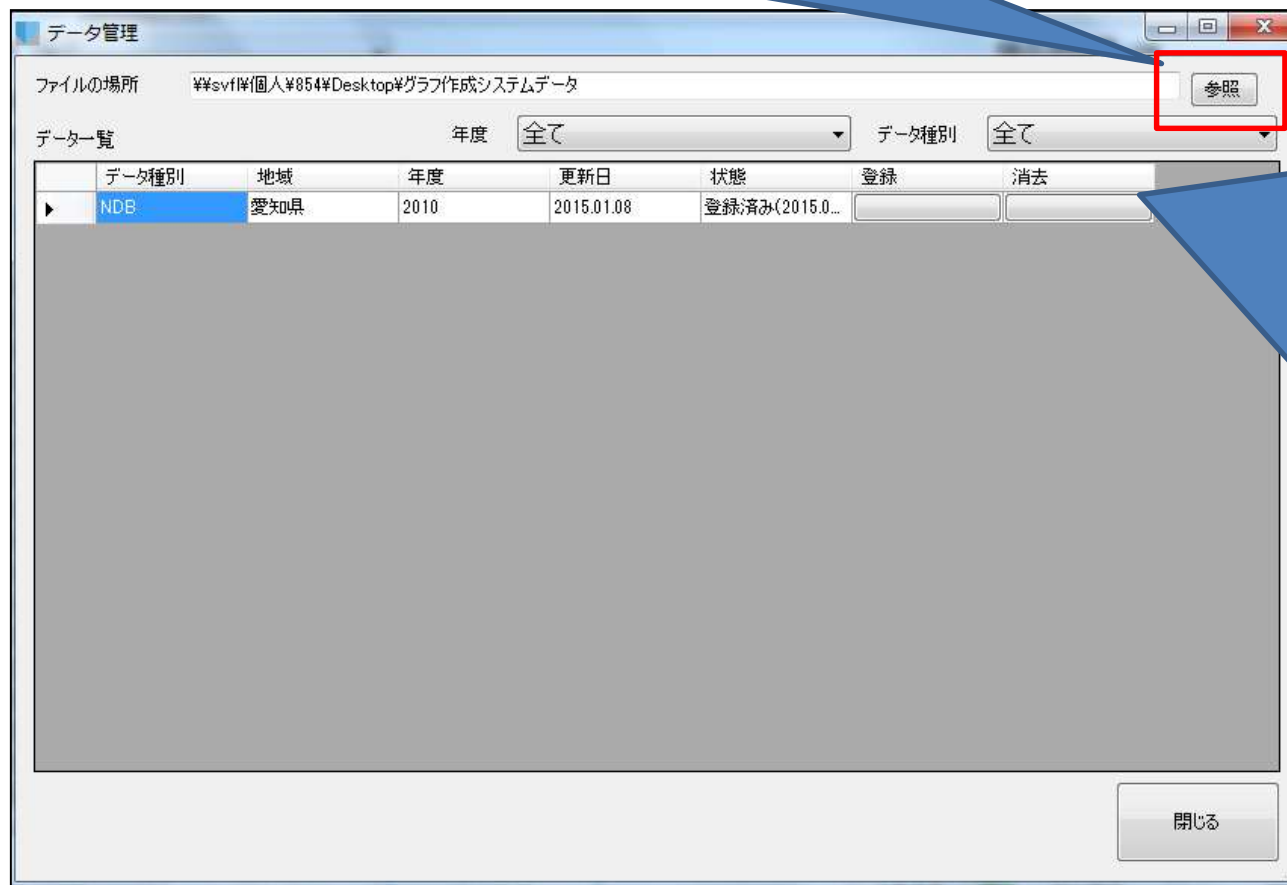 データ管理
ファイルの場所 ¥¥svfl¥個人¥854¥Desktop¥グラフ作成システムデータ 参照
データ一覧 年度 全て データ種別 全て
データ種別 地域 年度 更新日 状態 登録 消去
NDB 愛知県 2010 2015.01.08 登録済み(2015.0...
閉じる